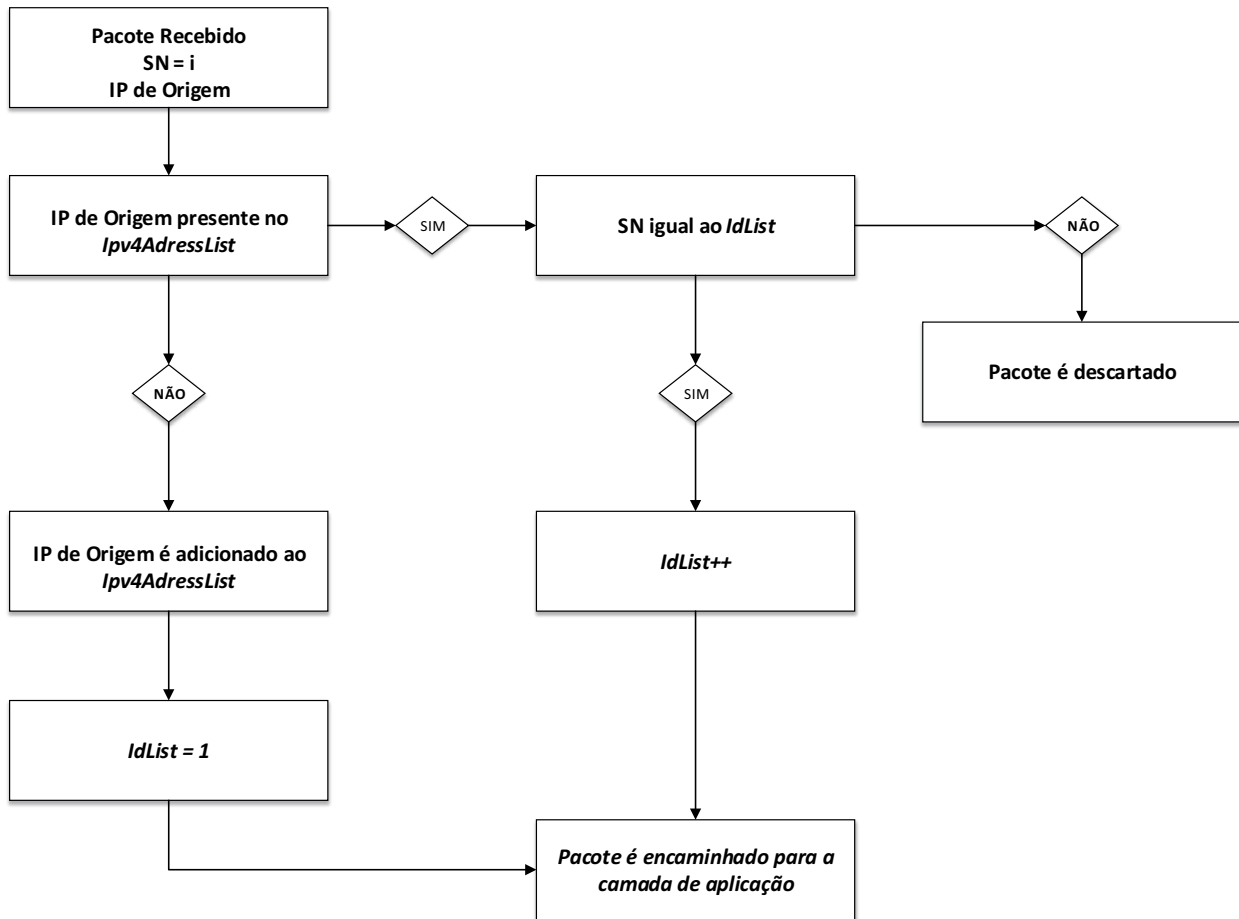 Pacote Recebido
SN = i
IP de Origem
IP de Origem presente no
Ipv4AdressList
SIM
SN igual ao IdList
NÃO
Pacote é descartado
NÃO
SIM
IP de Origem é adicionado ao
Ipv4AdressList
IdList++
IdList = 1
Pacote é encaminhado para a
camada de aplicação